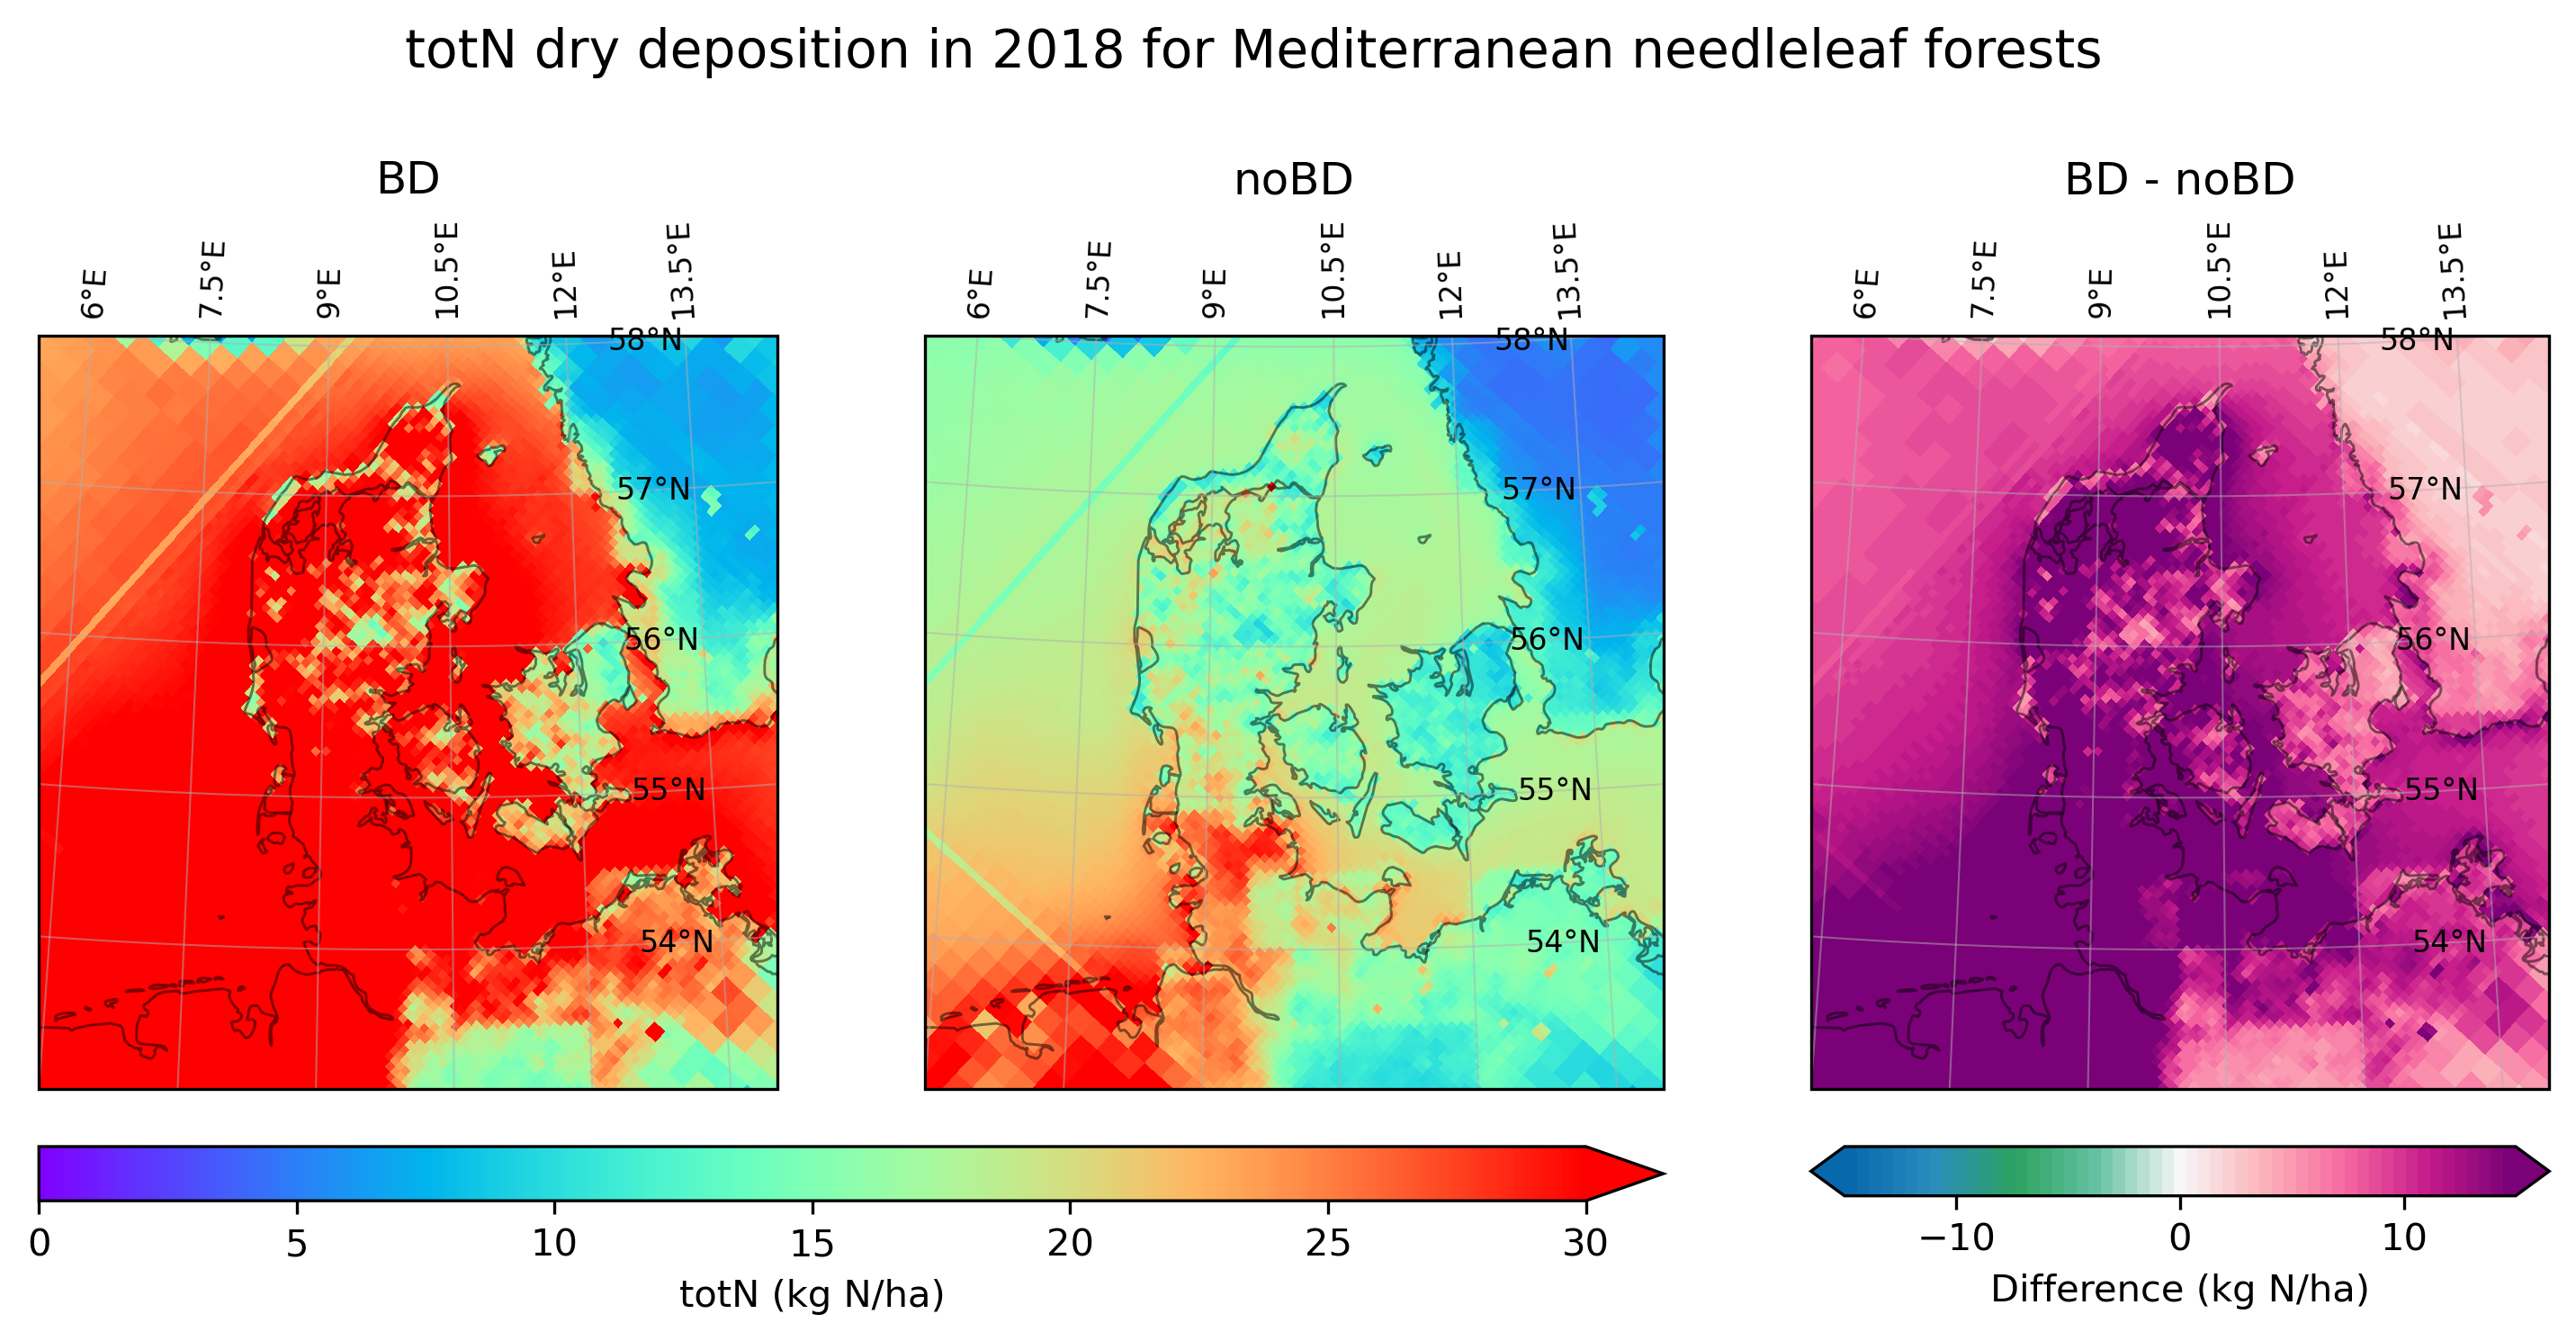 totN dry deposition in 2018 for Mediterranean needleleaf forests
BD
noBD
BD - noBD
6°E
7.5°E
9°E
10.5°E
12°E
13.5°E
6°E
7.5°E
9°E
10.5°E
12°E
13.5°E
6°E
7.5°E
9°E
10.5°E
12°E
13.5°E
58°N
57°N
56°N
55°N
54°N
58°N
57°N
56°N
55°N
54°N
58°N
57°N
56°N
55°N
54°N
0 5 10 15 20 25 30
totN (kg N/ha)
−10 0 10
Difference (kg N/ha)